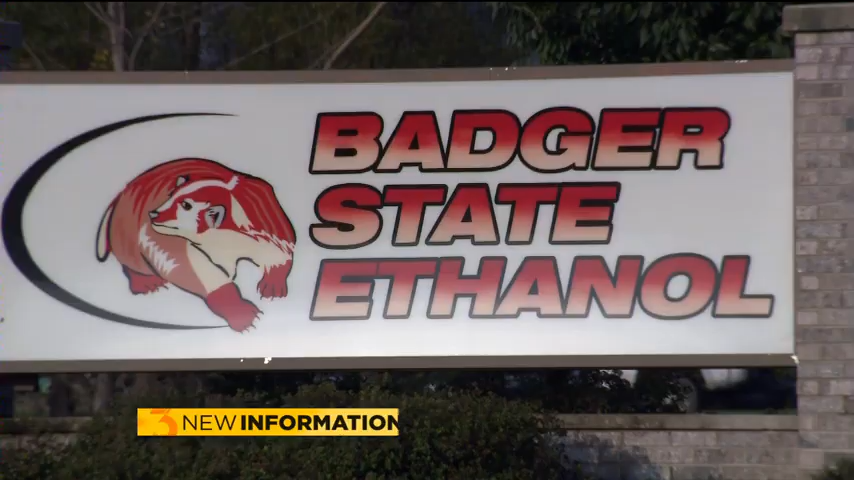 BADGER
STATE
ETHANOL
3 NEW INFORMATION